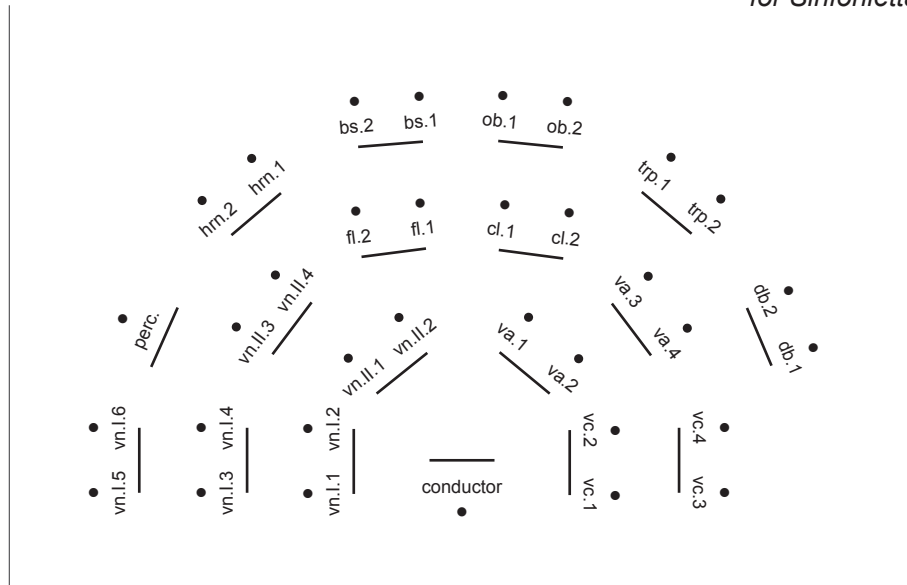 for Sinfonietta
bs.2
bs.1
ob.1
ob.2
hrn.2
hrn.1
trp.1
trp.2
fl.2
fl.1
cl.1
cl.2
perc.
vn.II.3
vn.II.4
va.3
va.4
db.2
db.1
vn.II.1
vn.II.2
va.1
va.2
vn.I.6
vn.I.5
vn.I.4
vn.I.3
vn.I.2
vn.I.1
conductor
vc.2
vc.1
vc.4
vc.3